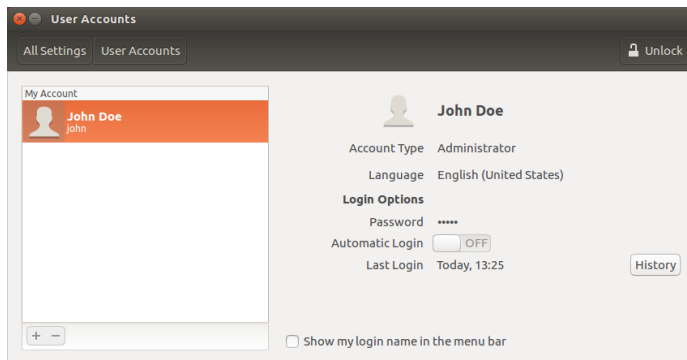 User Accounts
All Settings User Accounts Unlock
My Account
John Doe
john
John Doe
Account Type Administrator
Language English (United States)
Login Options
Password •••••
Automatic Login OFF
Last Login Today, 13:25 History
+ −
Show my login name in the menu bar